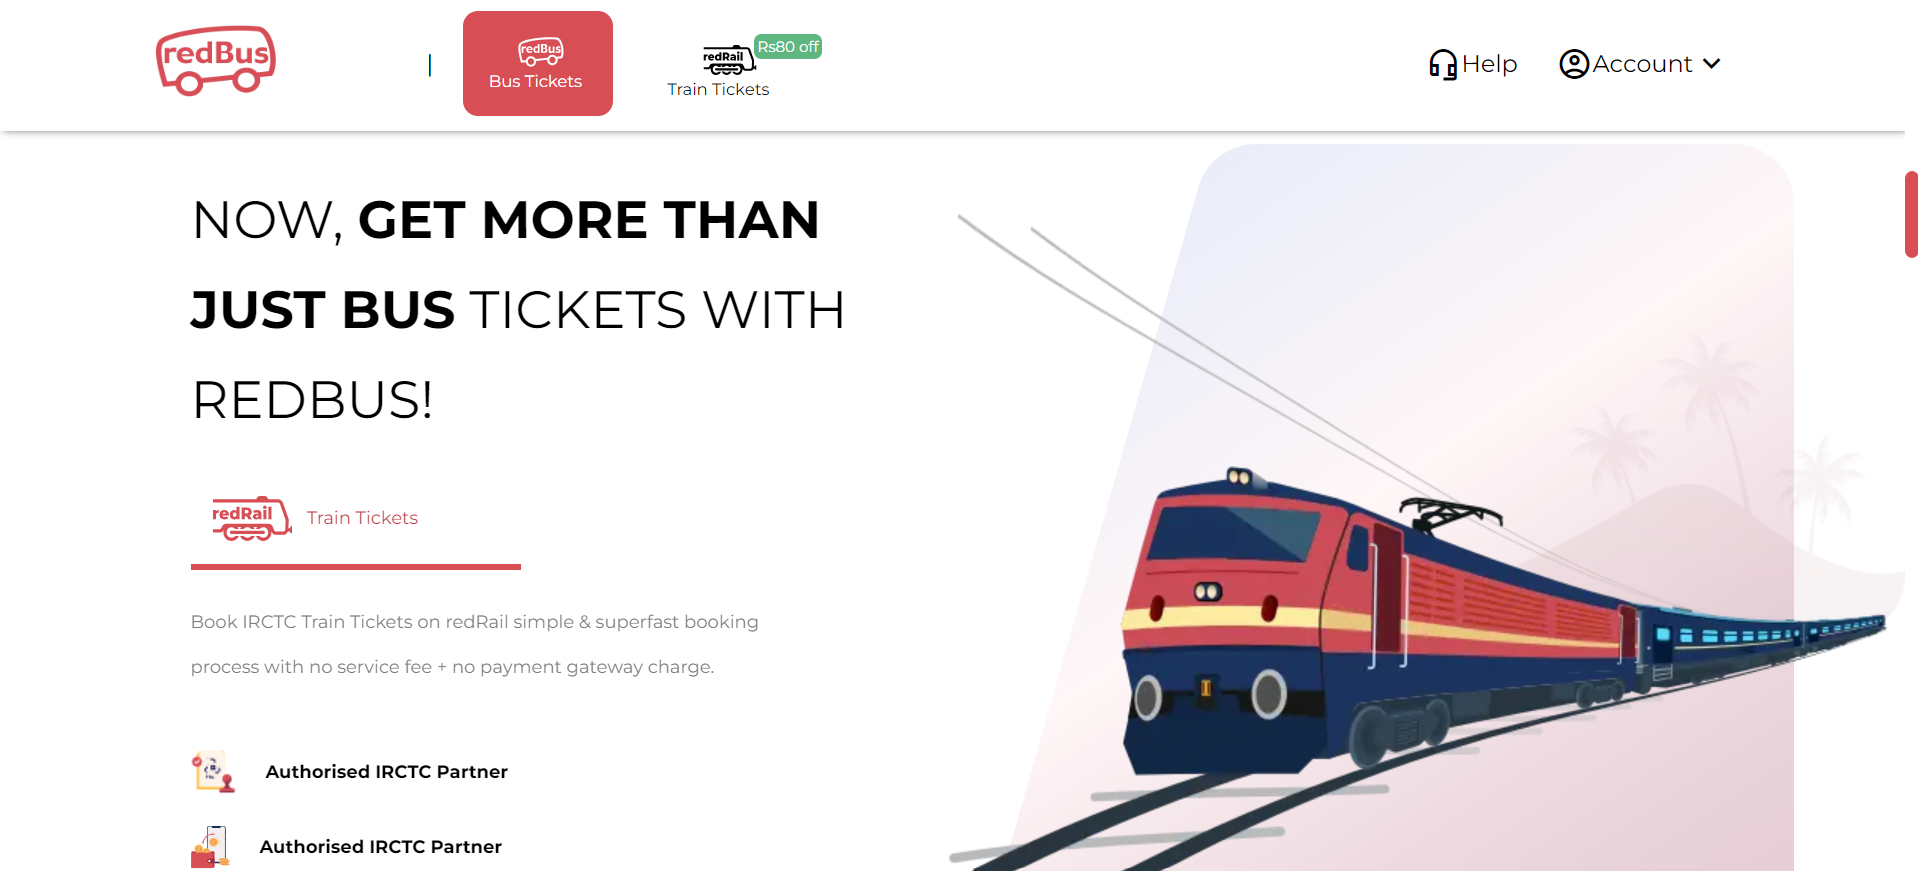 redBus
|
redBus
Bus Tickets
redRail
Rs80 off
Train Tickets
Help
Account
NOW, GET MORE THAN
JUST BUS TICKETS WITH
REDBUS!
redRail
Train Tickets
Book IRCTC Train Tickets on redRail simple & superfast booking
process with no service fee + no payment gateway charge.
Authorised IRCTC Partner
Authorised IRCTC Partner